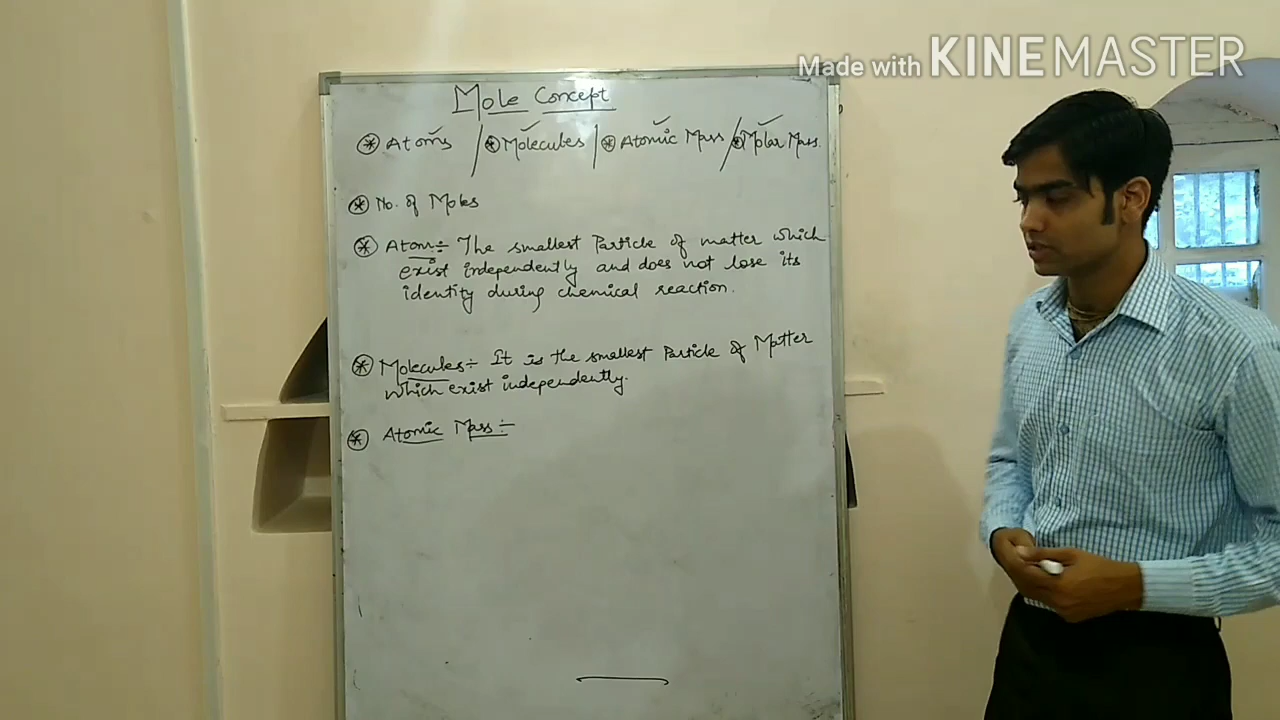 Made with KINEMASTER
Mole Concept
Atoms / Molecules | Atomic Mass / Molar Mass.
No. of Moles
Atom :- The smallest Particle of matter which
exist independently and does not lose its
identity during chemical reaction.
Molecules :- It is the smallest Particle of Matter
which exist independently.
Atomic Mass :-